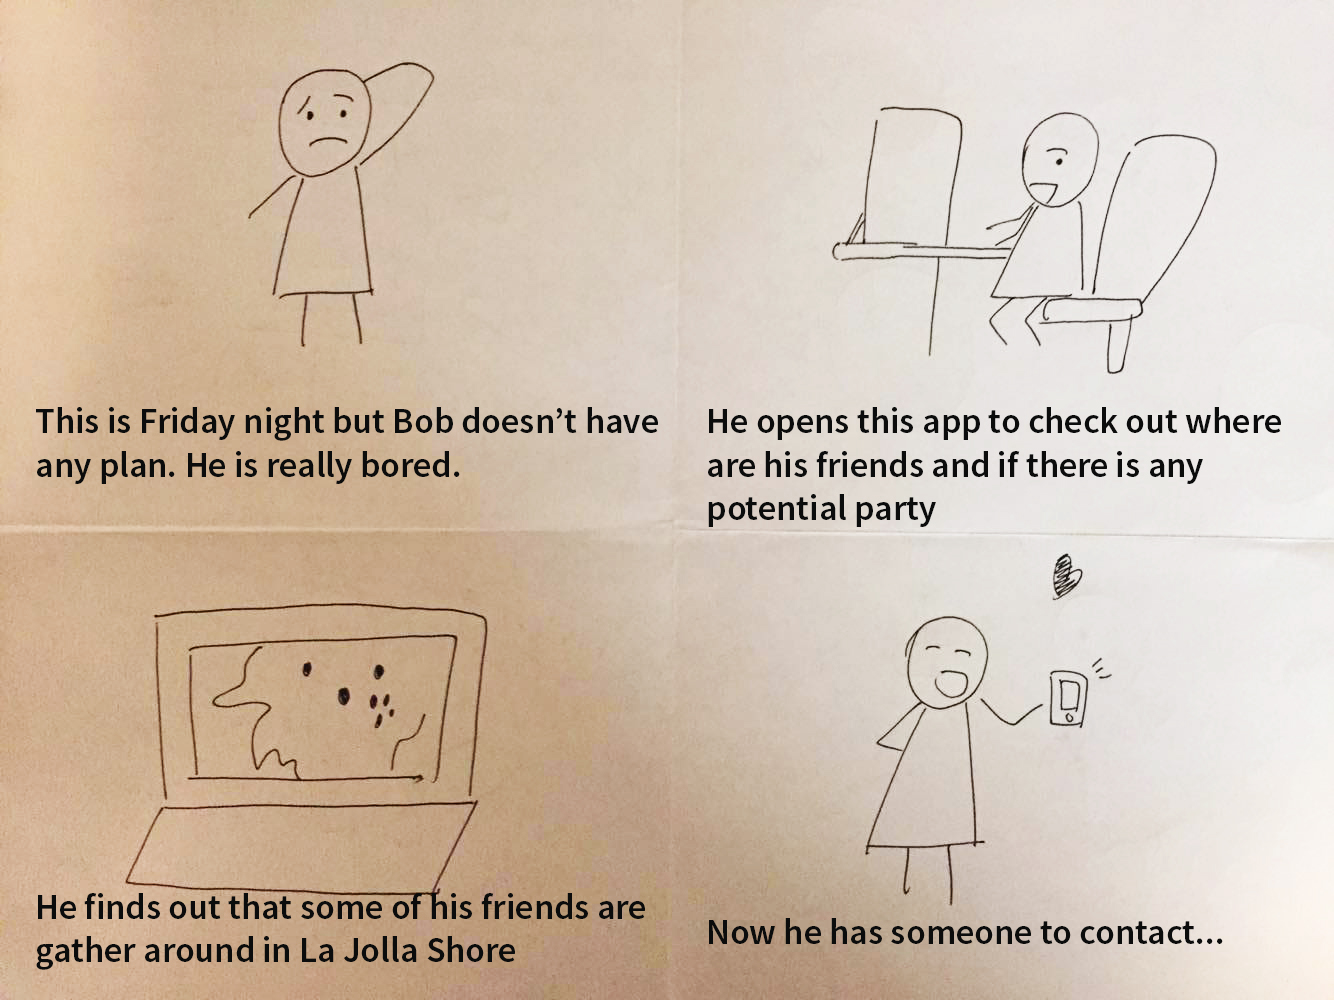 This is Friday night but Bob doesn’t have
any plan. He is really bored.
He opens this app to check out where
are his friends and if there is any
potential party
He finds out that some of his friends are
gather around in La Jolla Shore
Now he has someone to contact...